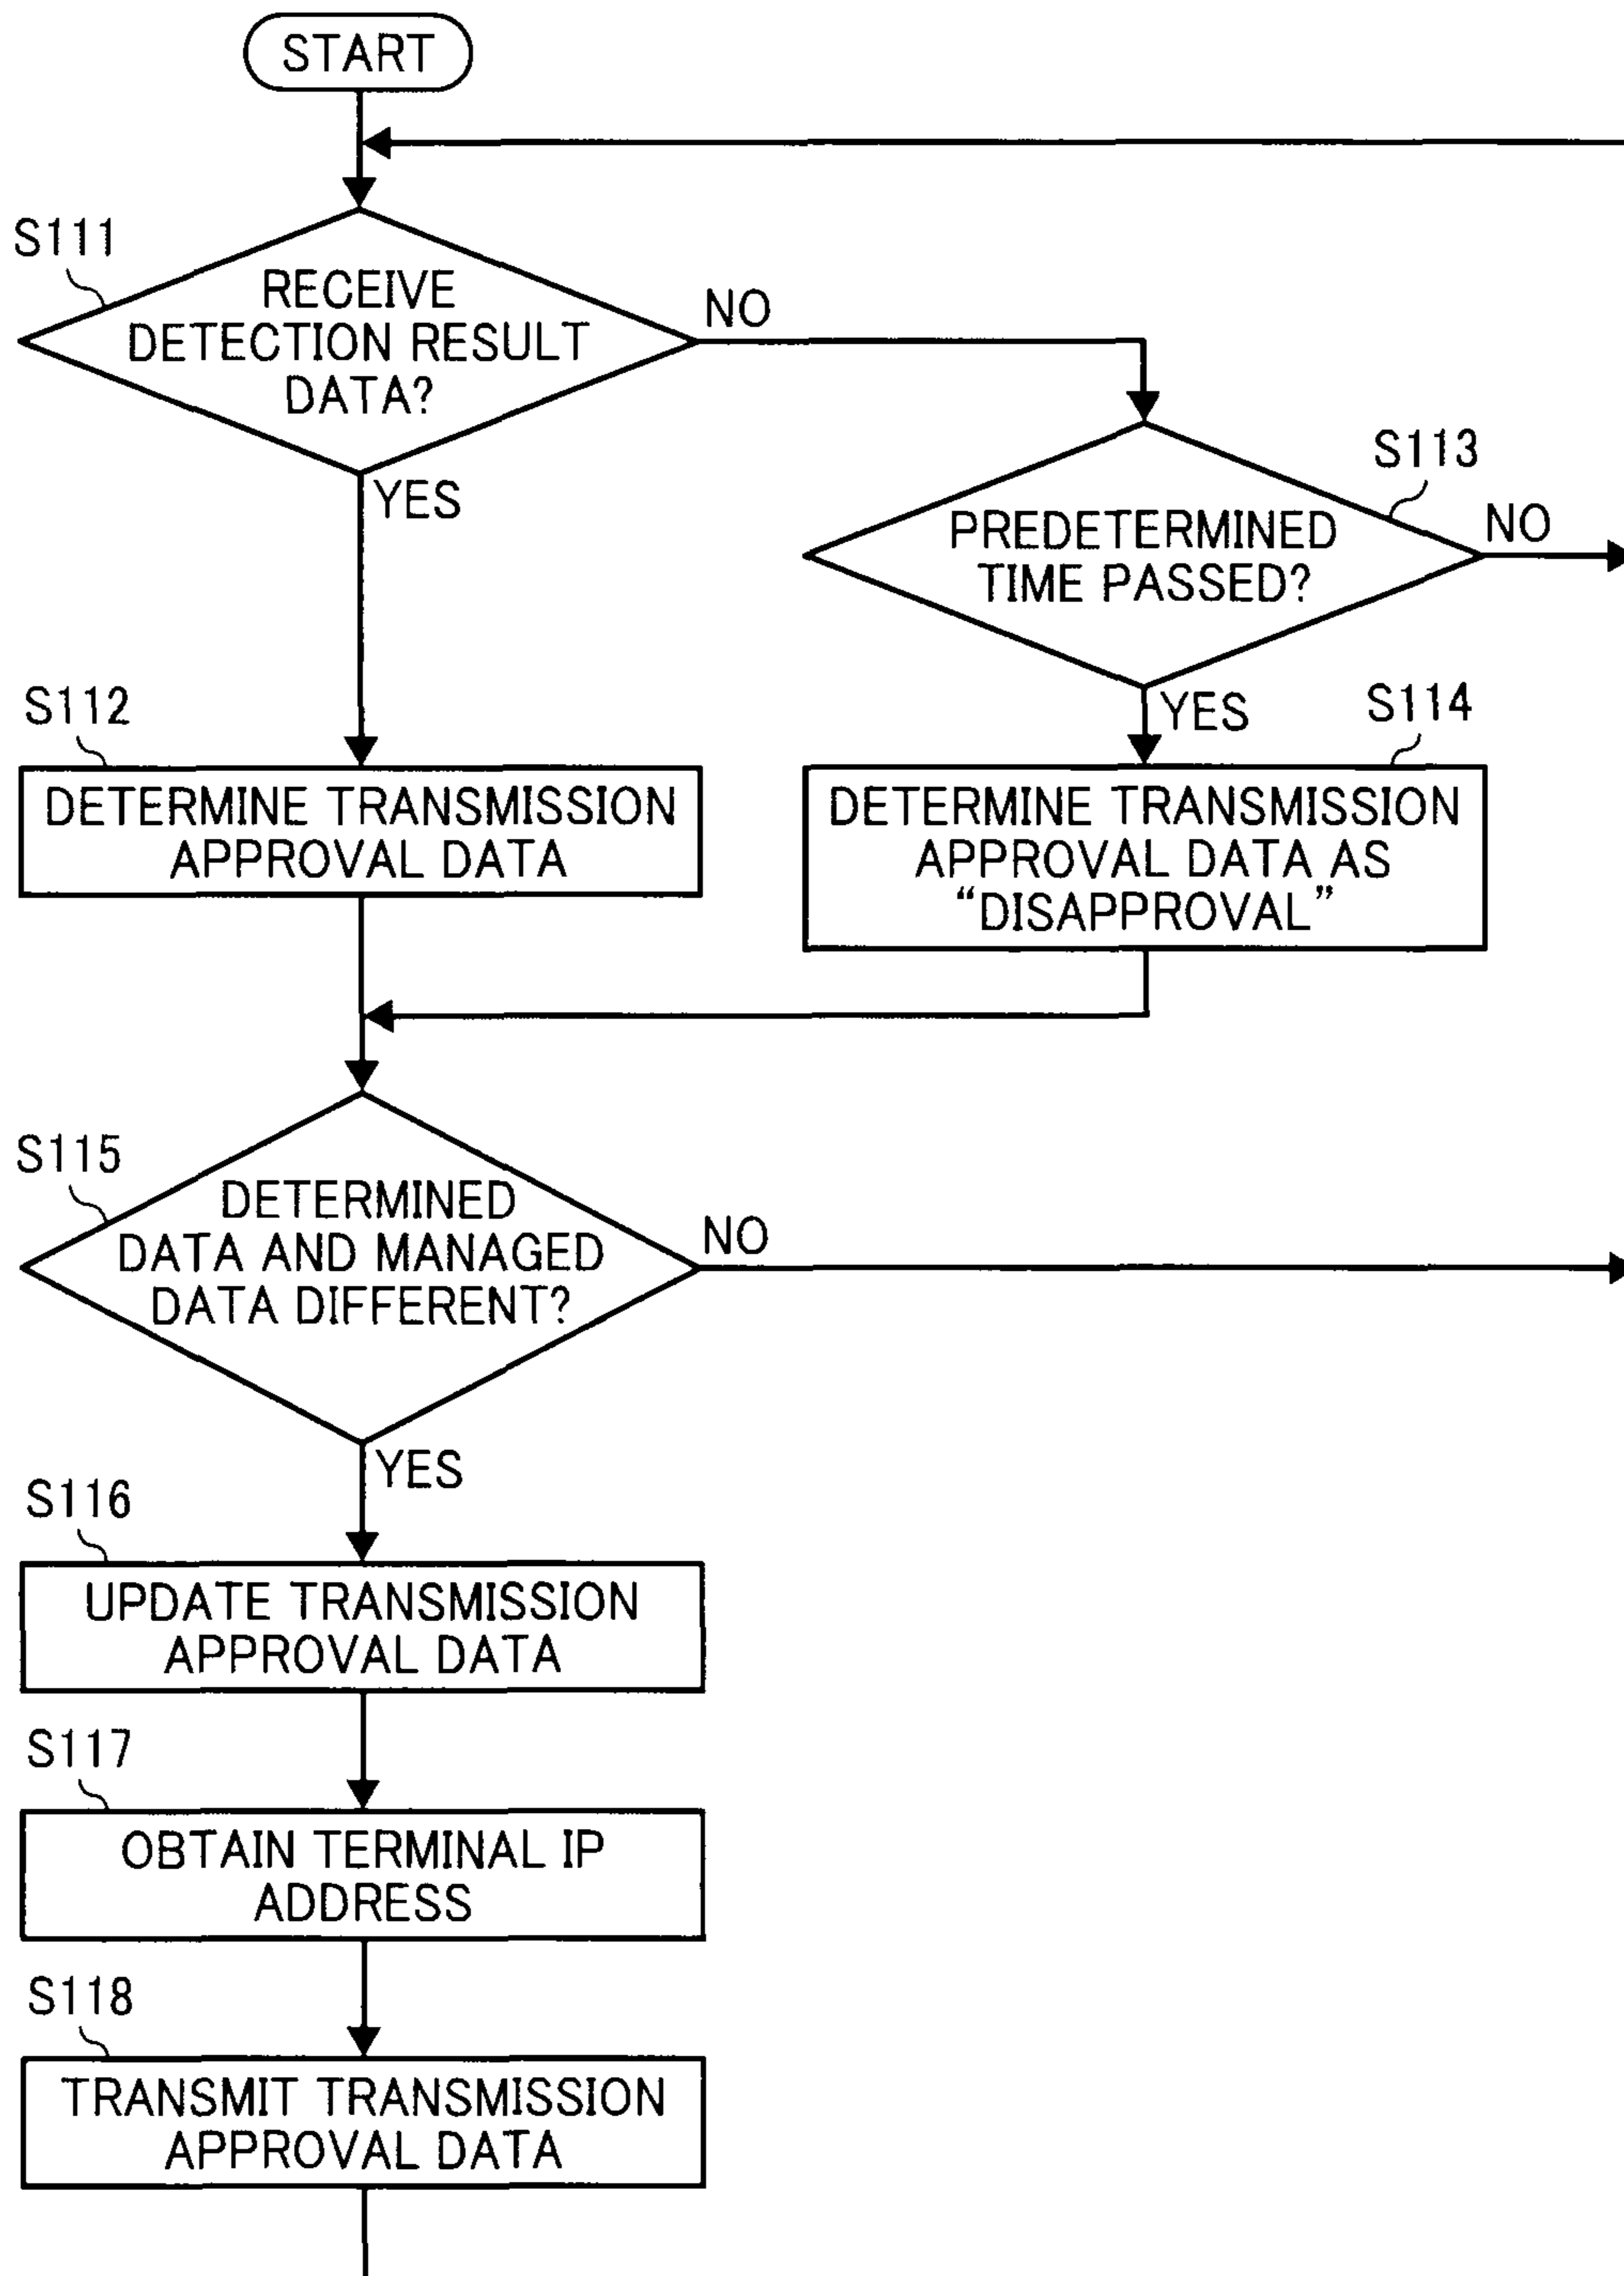 START
S111
RECEIVE
DETECTION RESULT
DATA?
NO
YES
S113
PREDETERMINED
TIME PASSED?
NO
YES
S112
DETERMINE TRANSMISSION
APPROVAL DATA
S114
DETERMINE TRANSMISSION
APPROVAL DATA AS
“DISAPPROVAL”
S115
DETERMINED
DATA AND MANAGED
DATA DIFFERENT?
NO
YES
S116
UPDATE TRANSMISSION
APPROVAL DATA
S117
OBTAIN TERMINAL IP
ADDRESS
S118
TRANSMIT TRANSMISSION
APPROVAL DATA